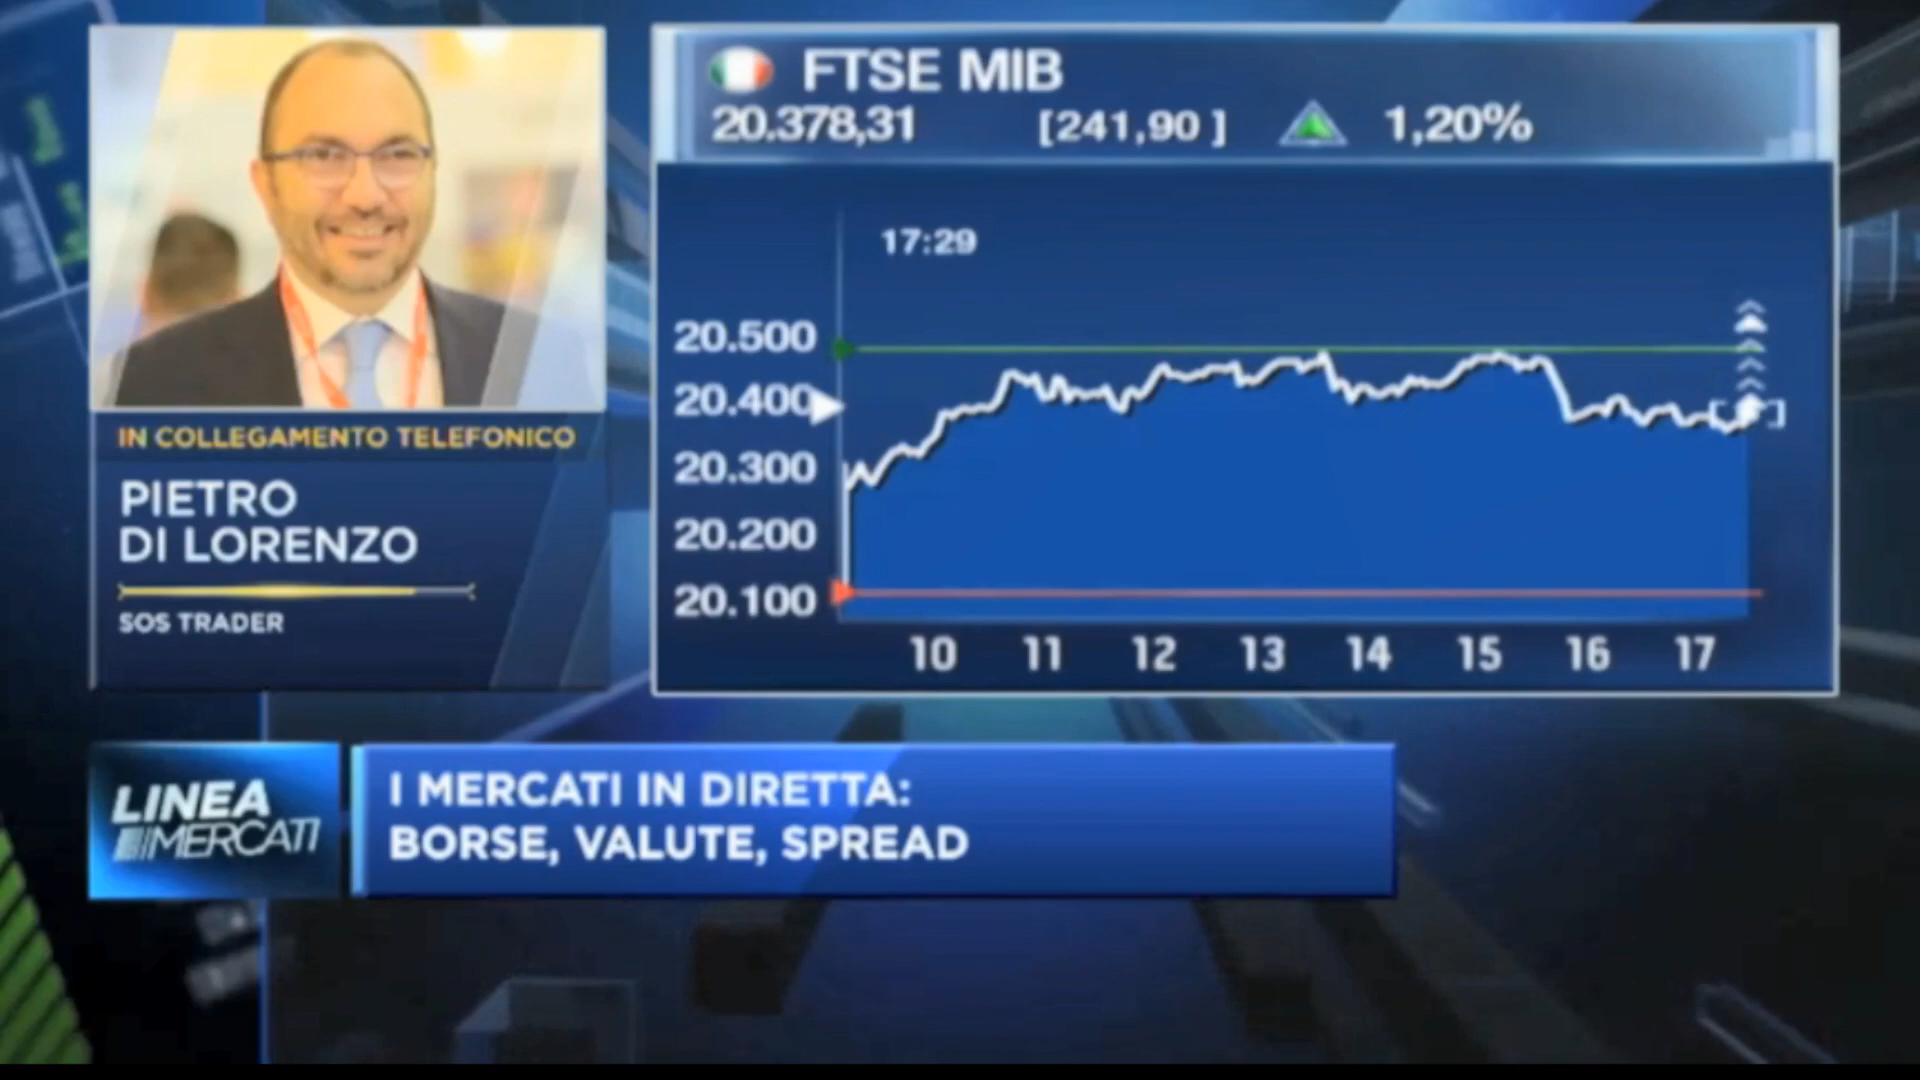 IN COLLEGAMENTO TELEFONICO
PIETRO
DI LORENZO
SOS TRADER
FTSE MIB
20.378,31 [241,90 ] 1,20%
17:29
20.500
20.400
20.300
20.200
20.100
10 11 12 13 14 15 16 17
LINEA
MERCATI
I MERCATI IN DIRETTA:
BORSE, VALUTE, SPREAD